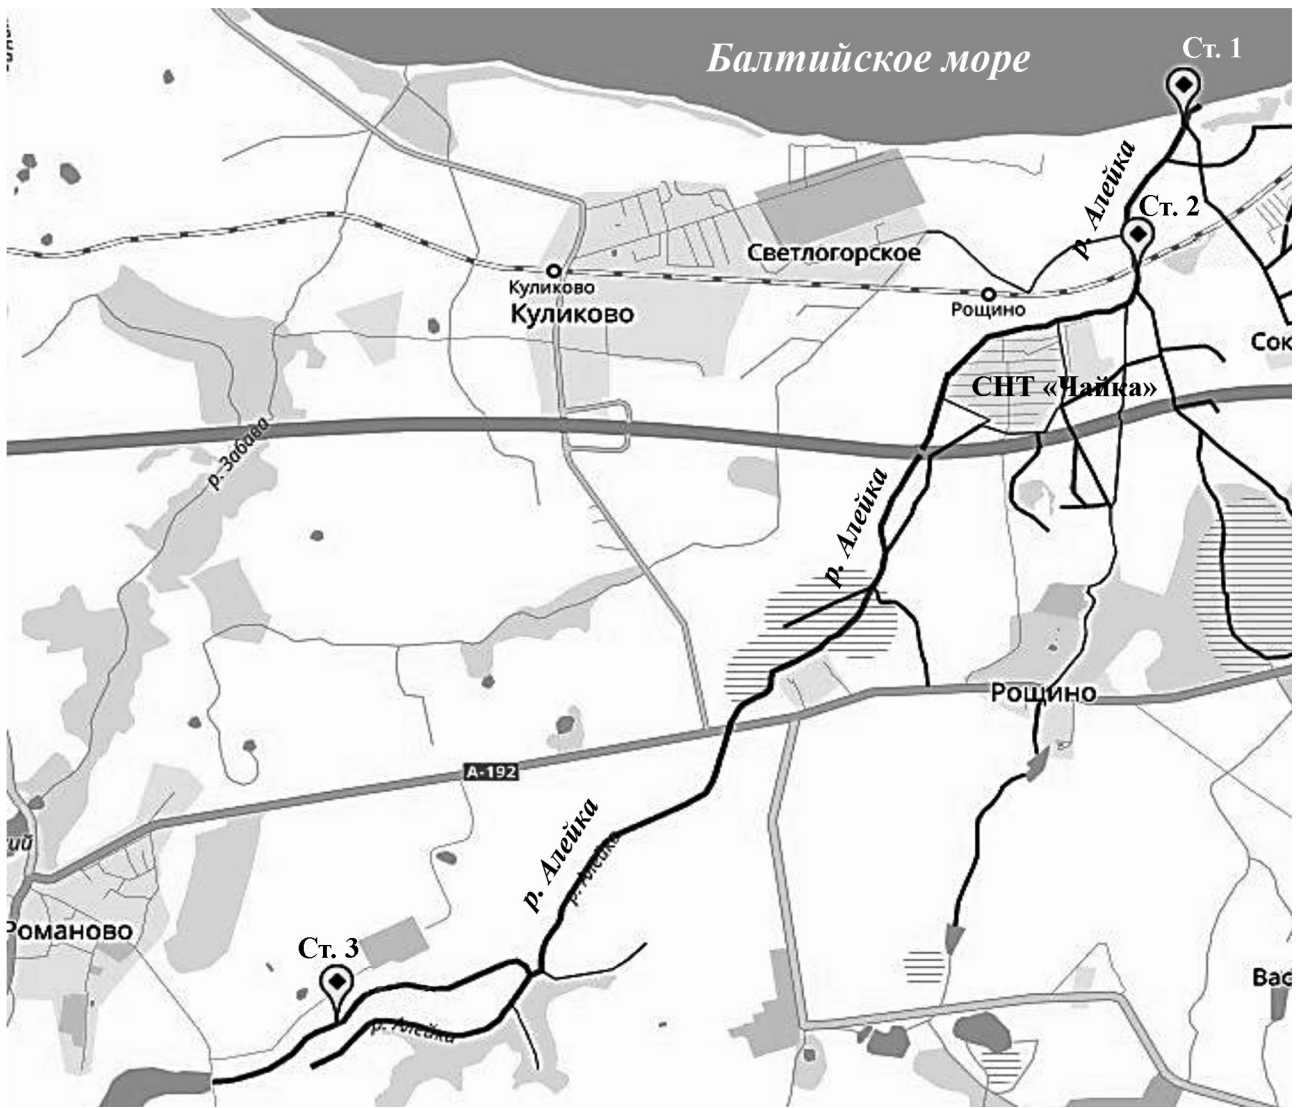 Ст. 1
Балтийское море
р. Алейка
Ст. 2
Светлогорское
Куликово
Рощино
Куликово
Сок
СНТ «Чайка»
р. Забава
р. Алейка
Рощино
А-192
р. Алейка
р. Алейка
ий
Романово
Ст. 3
Вас
р. Алейка